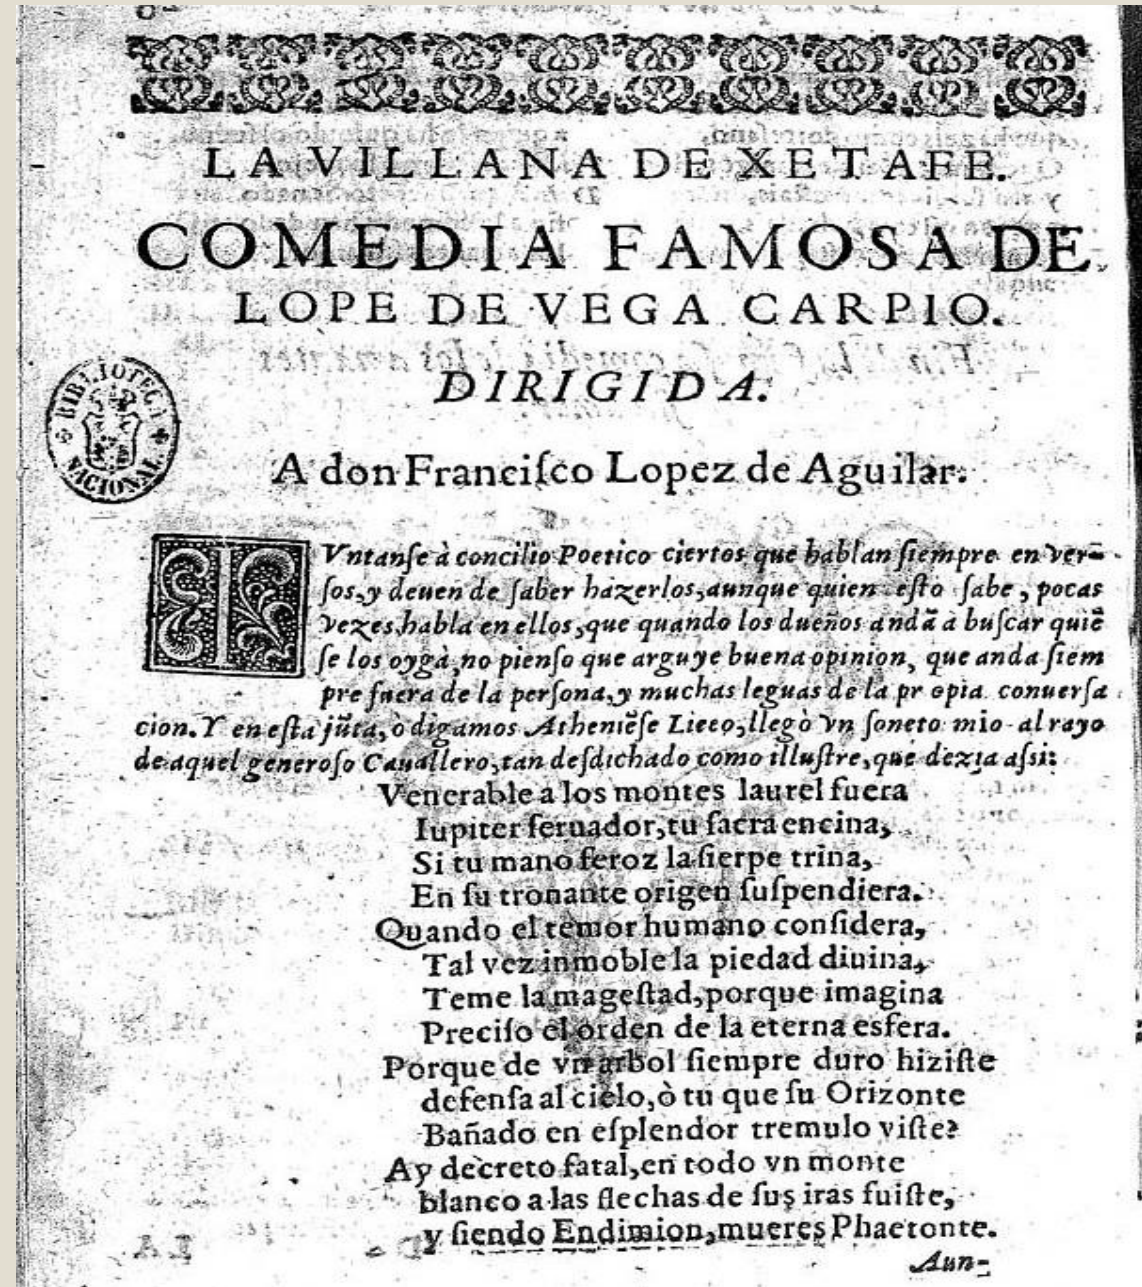 LA VILLANA DE XETAFE.
COMEDIA FAMOSA DE
LOPE DE VEGA CARPIO.
DIRIGIDA.
BIBLIOTECA NACIONAL
A don Franciſco Lopez de Aguilar.
IVntanſe à concilio Poetico ciertos que hablan ſiempre en ver-
ſos, y deuen de ſaber hazerlos, aunque quien eſto ſabe, pocas
vezes habla en ellos, que quando los dueños andã à buſcar quiẽ
ſe los oyga, no pienſo que arguye buena opinion, que anda ſiem
pre fuera de la perſona, y muchas leguas de la propia conuerſa
cion. Y en eſta jũta, ò digamos Athenieſe Liceo, llegò vn ſoneto mio al rayo
de aquel generoſo Cauallero, tan deſdichado como illuſtre, que dezia aſsi:
Venerable a los montes laurel fuera
Iupiter feruador, tu ſacra encina,
Si tu mano feroz la ſierpe trina,
En ſu tronante origen ſuſpendiera.
Quando el temor humano conſidera,
Tal vez inmoble la piedad diuina,
Teme la mageſtad, porque imagina
Preciſo el orden de la eterna esfera.
Porque de vn arbol ſiempre duro hiziſte
defenſa al cielo, ò tu que ſu Orizonte
Bañado en eſplendor tremulo viſte?
Ay decreto fatal, en todo vn monte
blanco a las flechas de ſus iras fuiſte,
y ſiendo Endimion, mueres Phaetonte.
Aun-